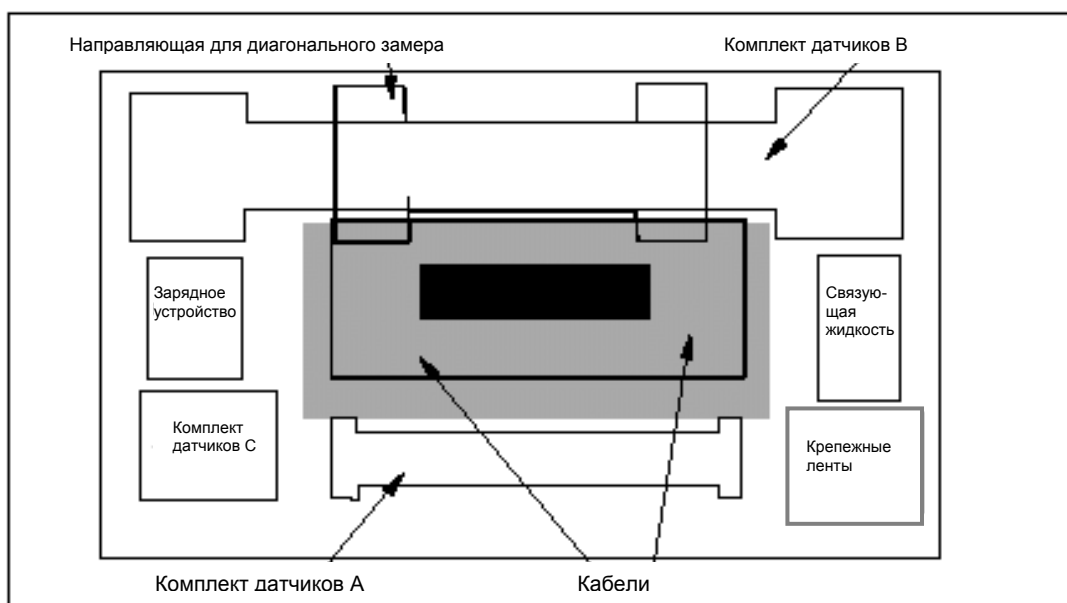 Направляющая для диагонального замера
Комплект датчиков В
Зарядное
устройство
Связую-
щая
жидкость
Комплект
датчиков С
Крепежные
ленты
Комплект датчиков А
Кабели